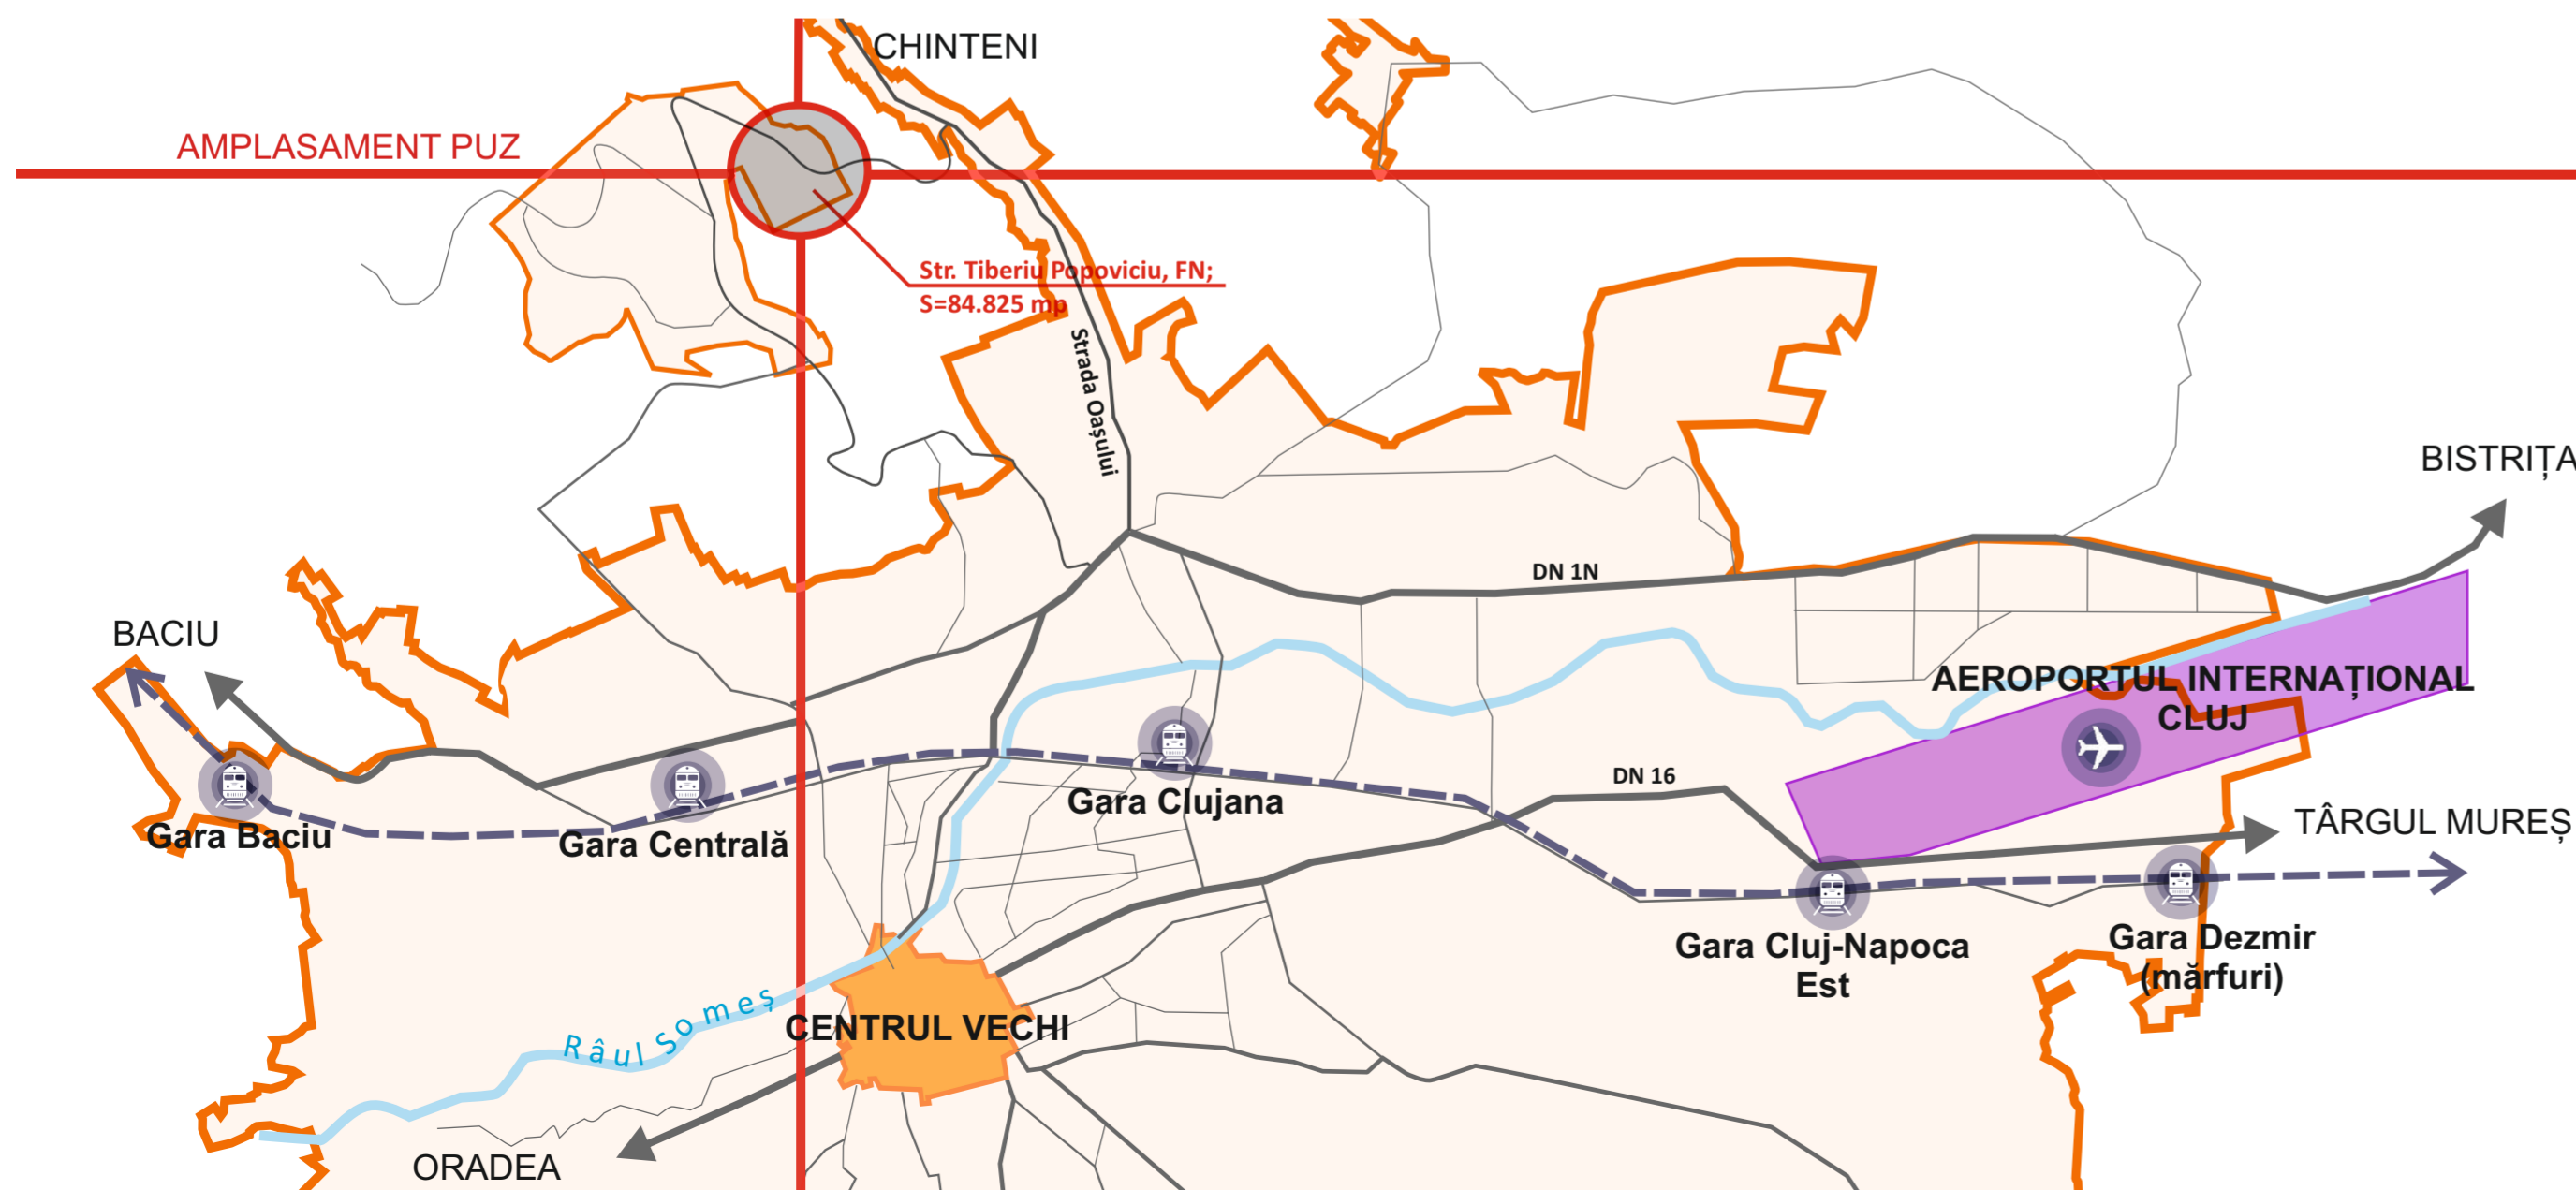 CHINTENI
AMPLASAMENT PUZ
Str. Tiberiu Popoviciu, FN;
S=84.825 mp
Strada Oașului
BISTRIȚA
DN 1N
BACIU
AEROPORTUL INTERNAȚIONAL
CLUJ
DN 16
Gara Clujana
TÂRGUL MUREȘ
Gara Baciu
Gara Centrală
Gara Cluj-Napoca
Est
Gara Dezmir
(mărfuri)
Râul Someș
CENTRUL VECHI
ORADEA